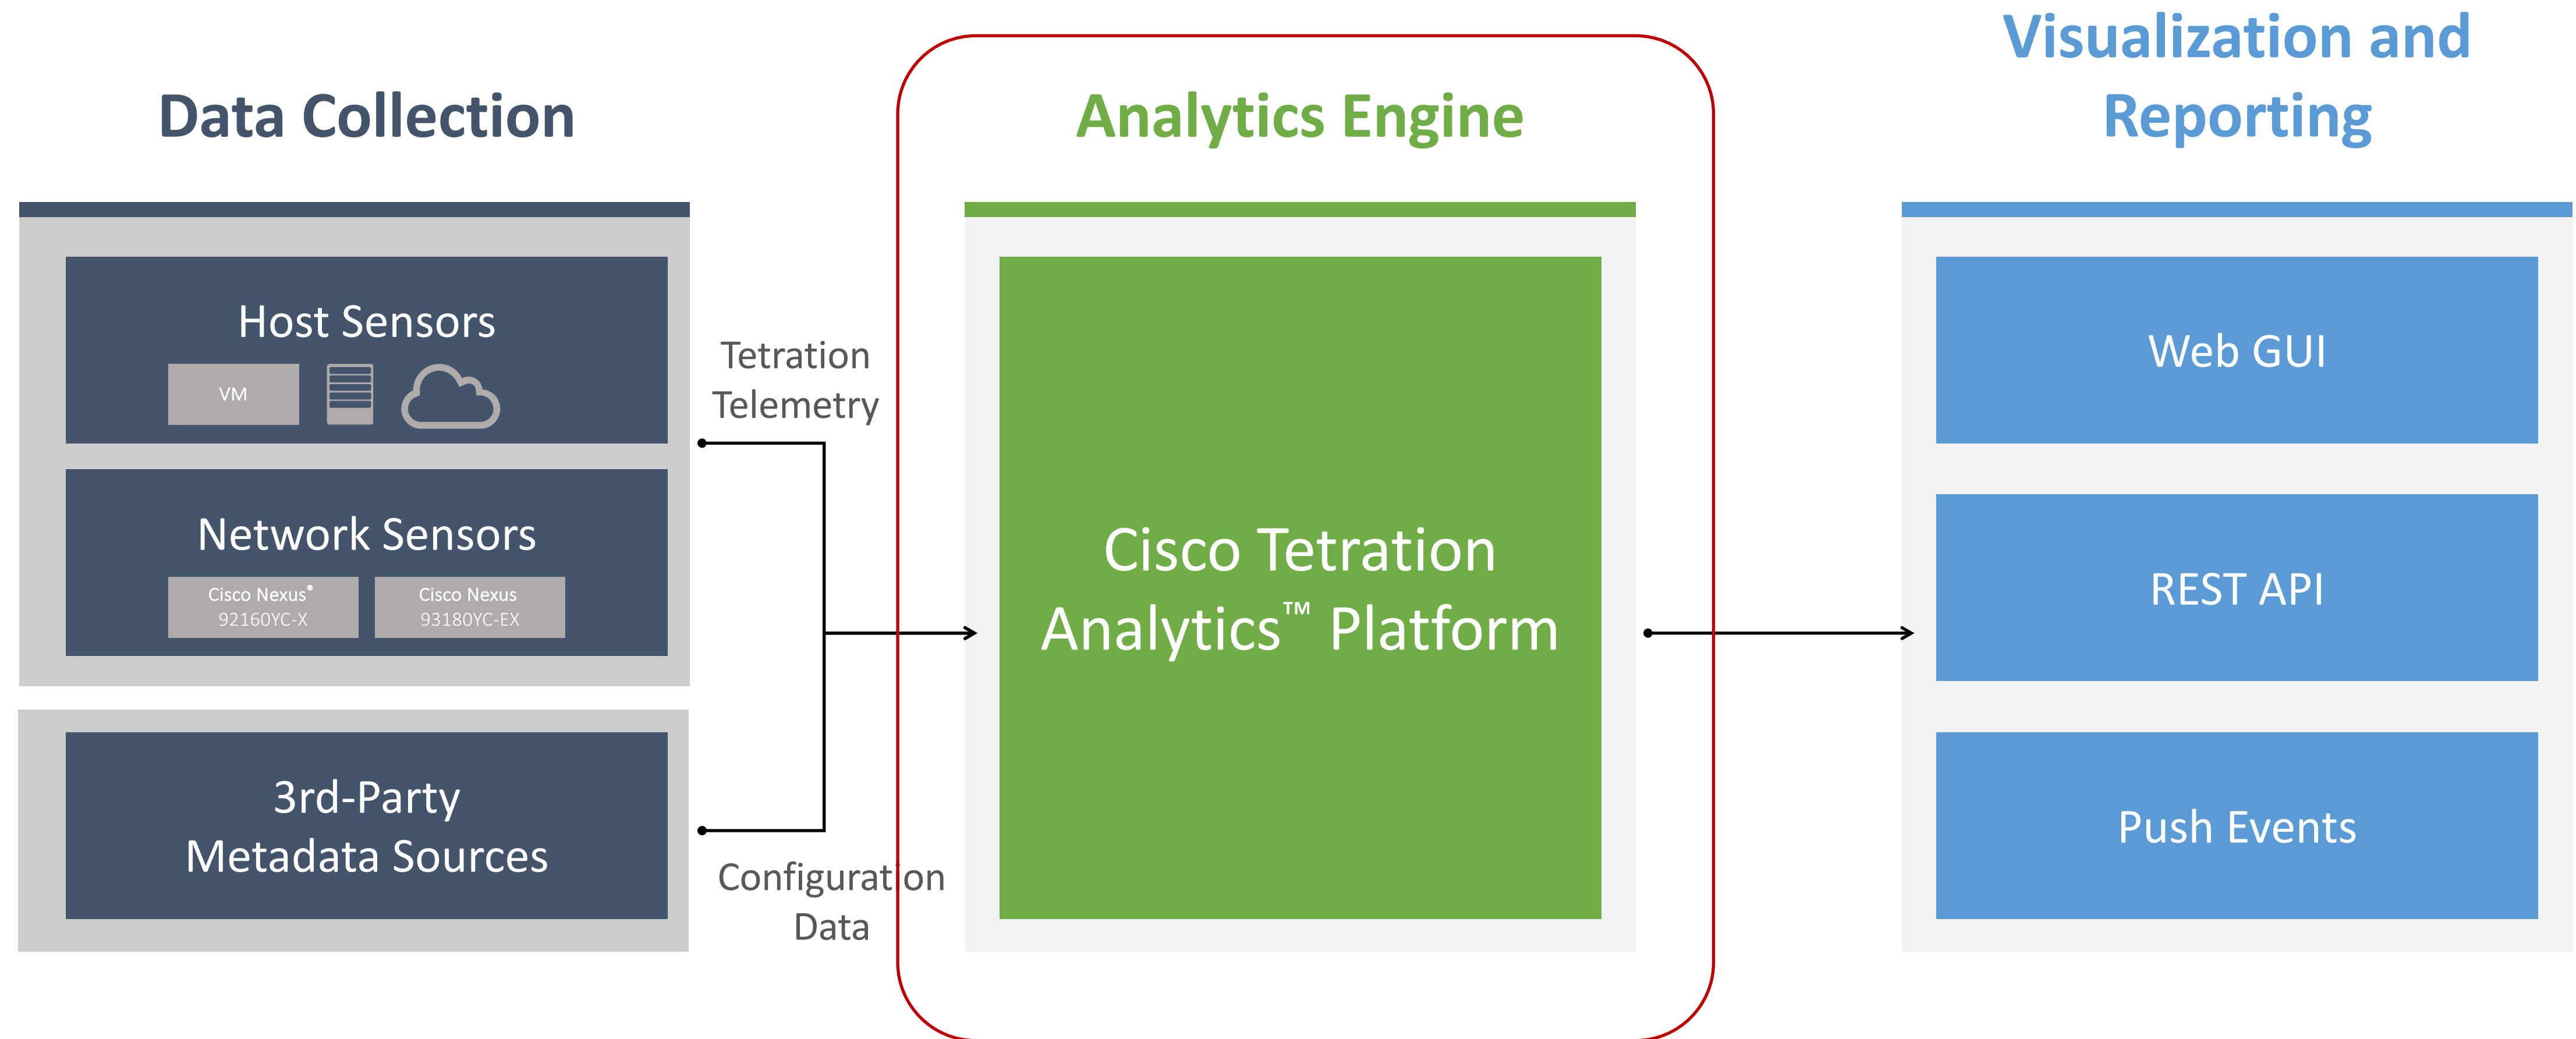 Data Collection
Host Sensors
VM
Network Sensors
Cisco Nexus®
92160YC-X
Cisco Nexus
93180YC-EX
3rd-Party
Metadata Sources
Tetration
Telemetry
Configuration
Data
Analytics Engine
Cisco Tetration
Analytics™ Platform
Visualization and
Reporting
Web GUI
REST API
Push Events